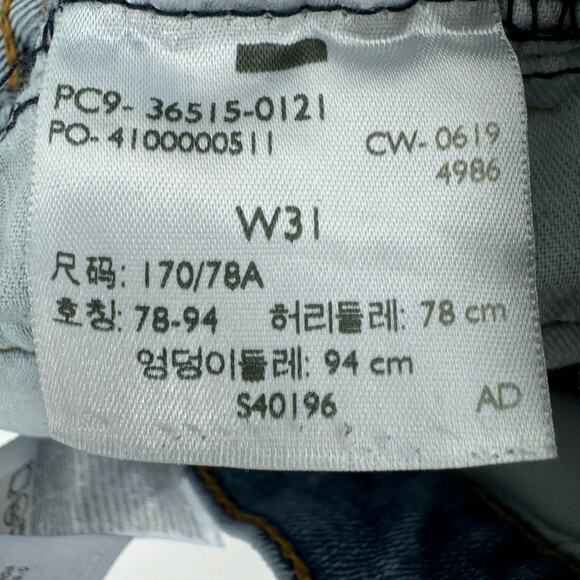 PC9- 36515-0121
PO- 4100000511 CW- 0619
4986
W31
尺码: 170/78A
호칭: 78-94 허리둘레: 78 cm
엉덩이둘레: 94 cm
S40196 AD